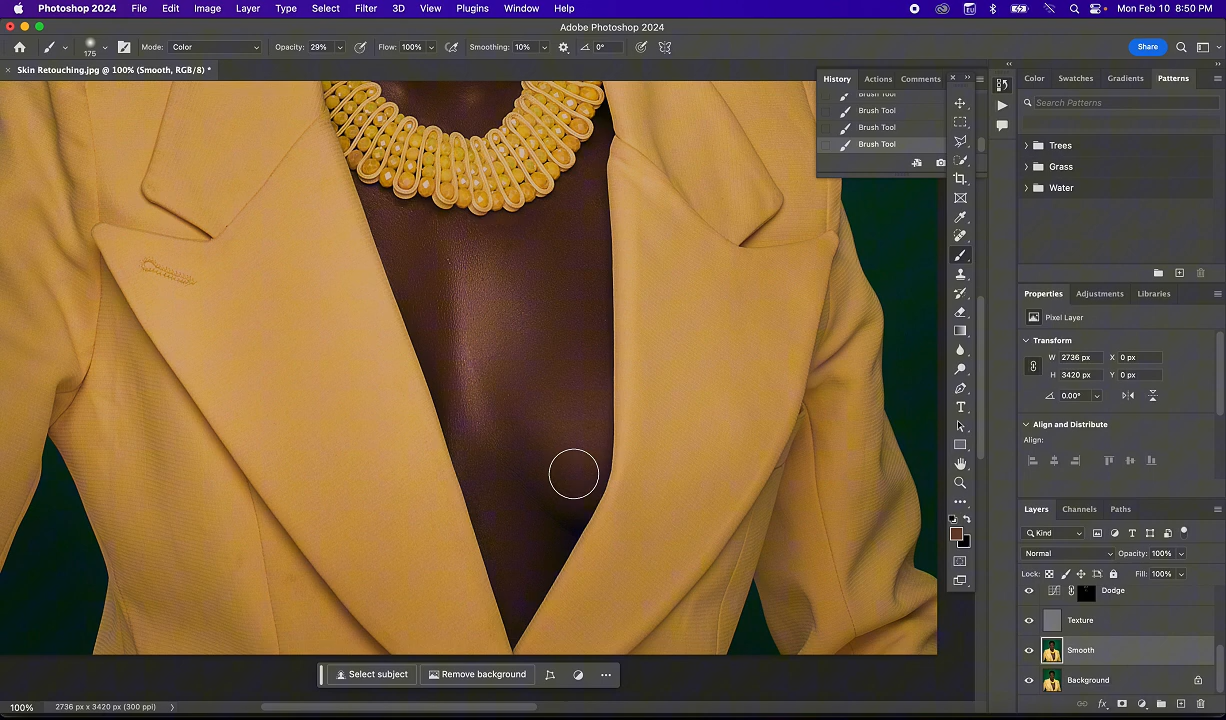 Photoshop 2024 File Edit Image Layer Type Select Filter 3D View Plugins Window Help EU Mon Feb 10 8:50 PM
Adobe Photoshop 2024
175 Mode: Color Opacity: 29% Flow: 100% Smoothing: 10% 0° Share
Skin Retouching.jpg @ 100% (Smooth, RGB/8) *
History Actions Comments
Brush Tool
Brush Tool
Brush Tool
Brush Tool
Color Swatches Gradients Patterns
Search Patterns
Trees
Grass
Water
Properties Adjustments Libraries
Pixel Layer
Transform
W 2736 px X 0 px
H 3420 px Y 0 px
0.00°
Align and Distribute
Align:
Layers Channels Paths
Kind
Normal Opacity: 100%
Lock: Fill: 100%
Dodge
Texture
Smooth
Background
fx
Select subject Remove background
100% 2736 px x 3420 px (300 ppi)